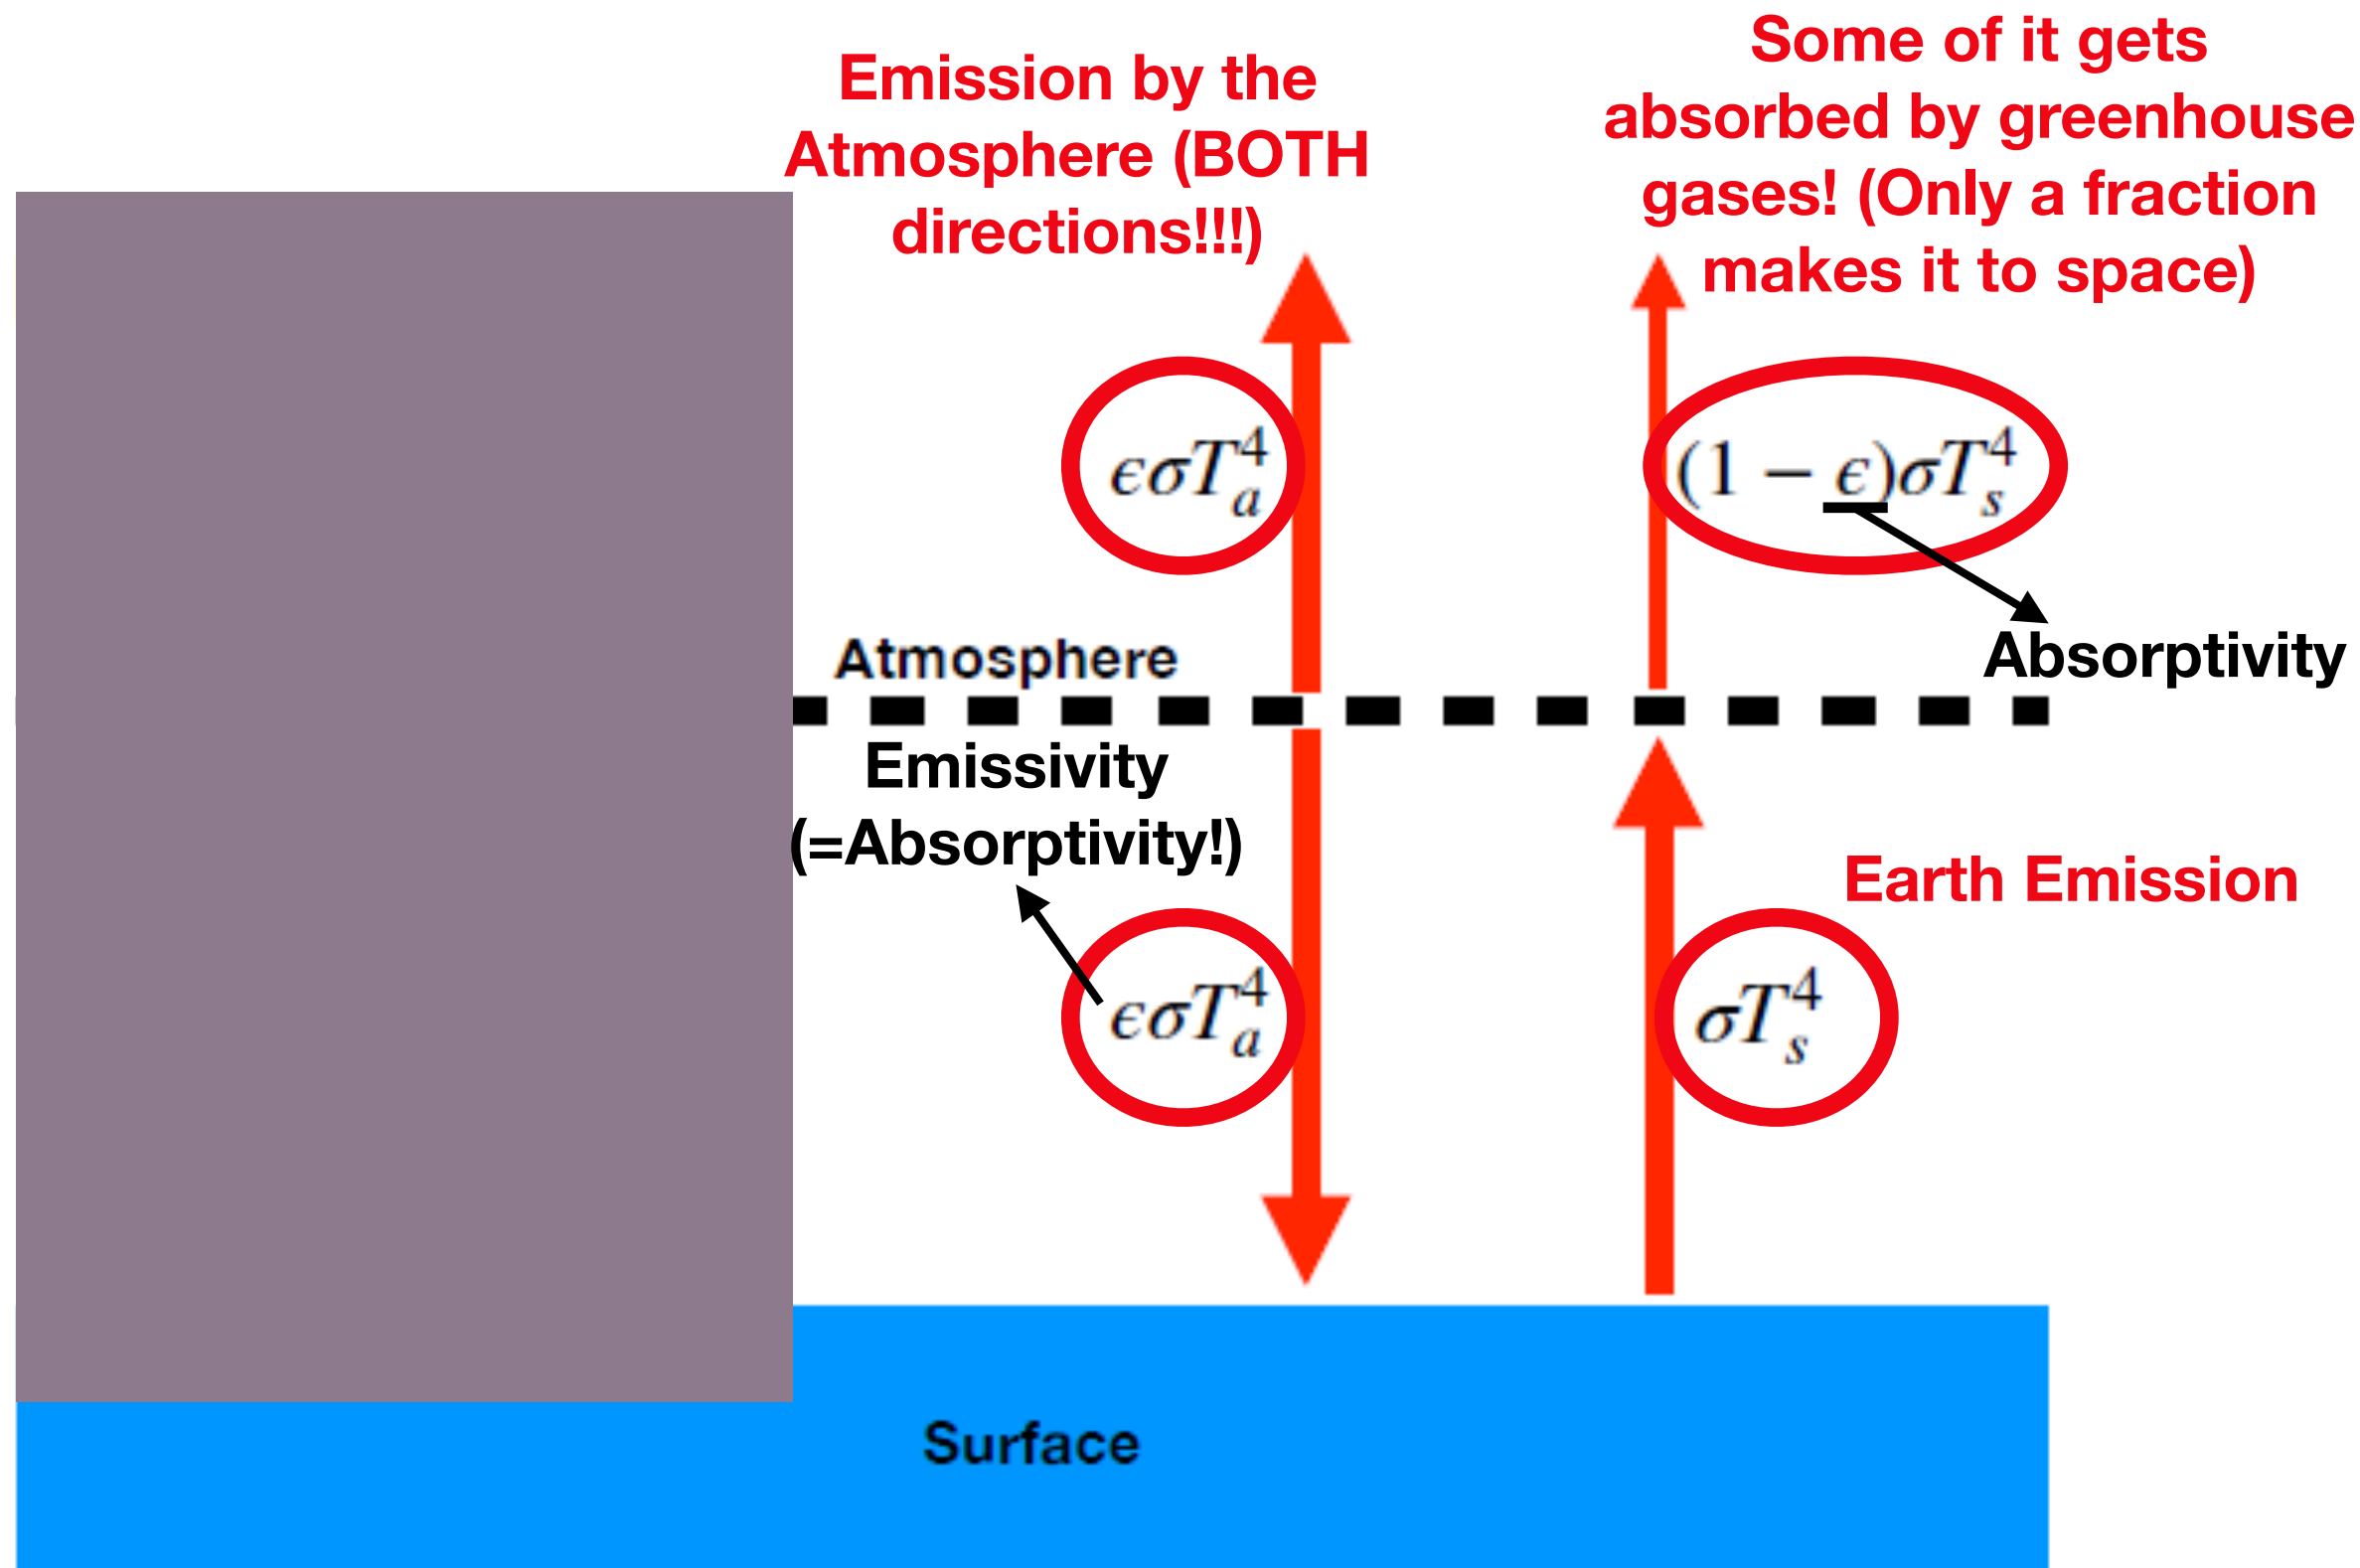 Emission by the
Atmosphere (BOTH
directions!!!)
Some of it gets
absorbed by greenhouse
gases! (Only a fraction
makes it to space)
ϵσT_a^4
(1 − ϵ)σT_s^4
Absorptivity
Atmosphere
Emissivity
(=Absorptivity!)
Earth Emission
ϵσT_a^4
σT_s^4
Surface